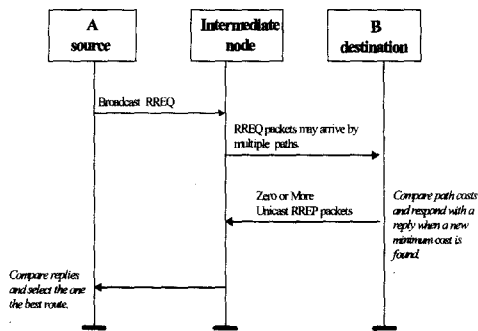 A
source
Intermediate
node
B
destination
Broadcast RREQ
RREQ packets may arrive by
multiple paths.
Zero or More
Unicast RREP packets
Compare path costs
and respond with a
reply when a new
minimum cost is
found.
Compare replies
and select the one
the best route.